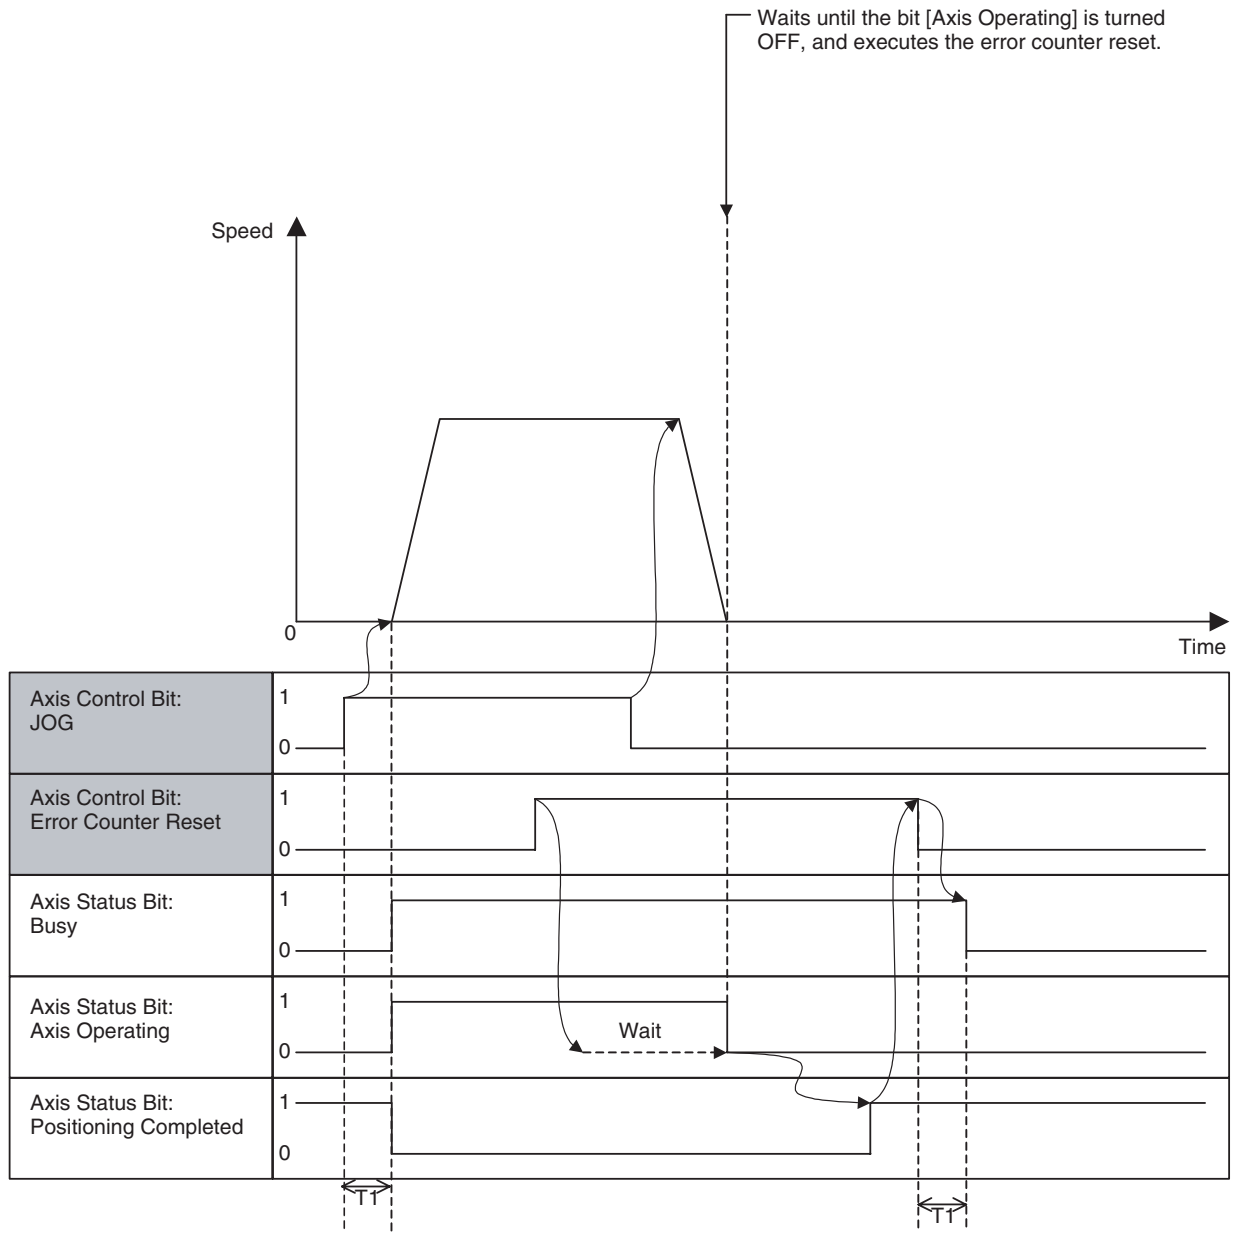 Waits until the bit [Axis Operating] is turned
OFF, and executes the error counter reset.
Speed
0
Time
Axis Control Bit:
JOG
1
0
Axis Control Bit:
Error Counter Reset
1
0
Axis Status Bit:
Busy
1
0
Axis Status Bit:
Axis Operating
1
0
Wait
Axis Status Bit:
Positioning Completed
1
0
T1
T1